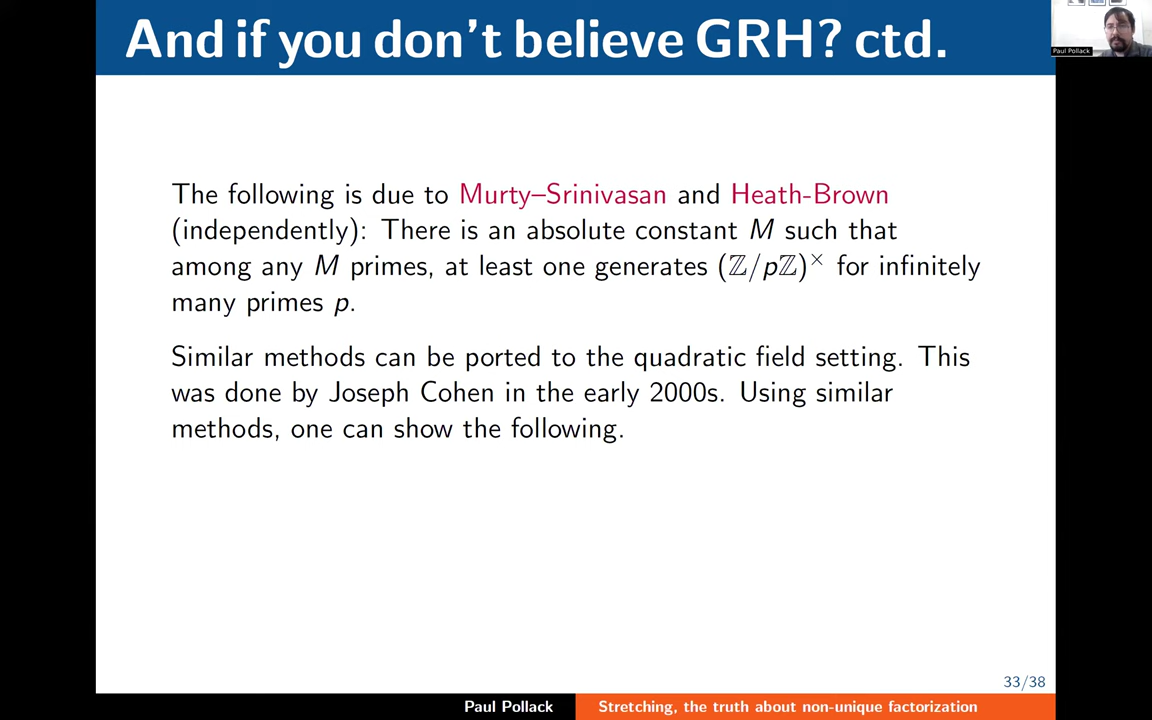 And if you don't believe GRH? ctd.
Paul Pollack
The following is due to Murty–Srinivasan and Heath-Brown
(independently): There is an absolute constant M such that
among any M primes, at least one generates (ℤ/pℤ)× for infinitely
many primes p.
Similar methods can be ported to the quadratic field setting. This
was done by Joseph Cohen in the early 2000s. Using similar
methods, one can show the following.
33/38
Paul Pollack
Stretching, the truth about non-unique factorization